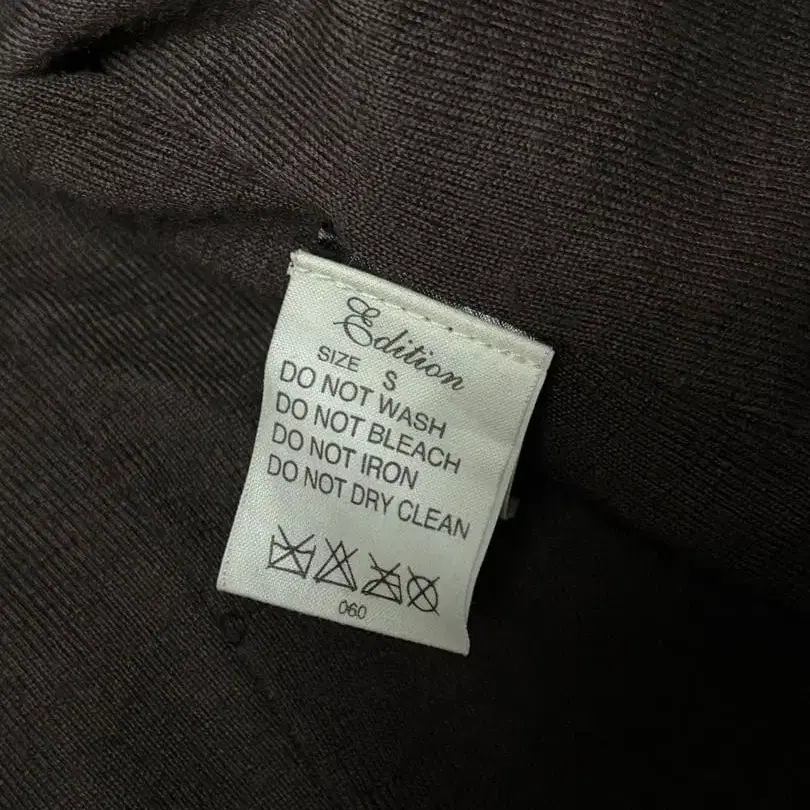 Edition
SIZE S
DO NOT WASH
DO NOT BLEACH
DO NOT IRON
DO NOT DRY CLEAN
060